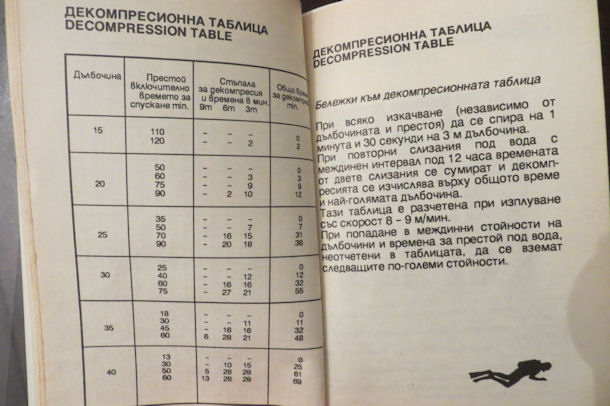 ДЕКОМПРЕСИОННА ТАБЛИЦА
DECOMPRESSION TABLE
Дълбочина Престой Стъпала Общо
включително за декомпресия
времето за и времена в мин. за
спускане min. 9m 6m 3m
15 110 – – – 0
120 – – 2 2
50 – – – 0
60 – – 3 3
20 75 – – 9 9
90 – 2 10 12
35 – – – 0
50 – – 7 7
25 70 – 16 15 31
90 – 20 18 38
25 – – – 0
30 40 – – 12 12
60 – 16 16 32
75 – 27 21 55
18 – – – 0
30 – – 11 11
35 45 – 16 16 32
60 6 28 21 48
13 – – – 0
30 – 10 15 25
40 50 5 28 28 61
60 13 28 28 69
ДЕКОМПРЕСИОННА ТАБЛИЦА
DECOMPRESSION TABLE
Бележки към декомпресионната таблица
При всяко изкачване (независимо от
дълбочината и престоя) да се спира на 1
минута и 30 секунди на 3 м дълбочина.
При повторни слизания под вода с
междинен интервал под 12 часа времената
от двете слизания се сумират и декомп-
ресията се изчислява върху общото време
и най-голямата дълбочина.
Тази таблица е разчетена при изплуване
със скорост 8 – 9 м/мин.
При попадане в междинни стойности на
дълбочини и времена за престой под вода,
неотчетени в таблицата, да се вземат
следващите по-големи стойности.